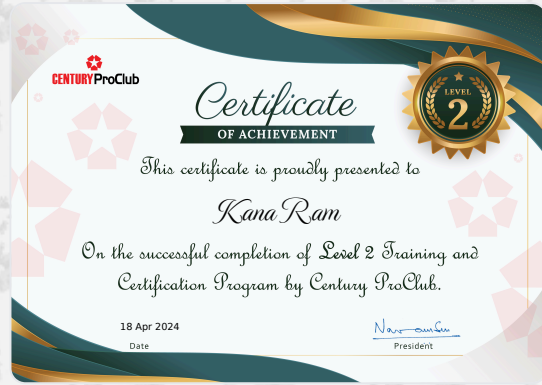 CENTURY ProClub
Certificate
OF ACHIEVEMENT
LEVEL
2
This certificate is proudly presented to
Kana Ram
On the successful completion of Level 2 Training and
Certification Program by Century ProClub.
18 Apr 2024
Date
President